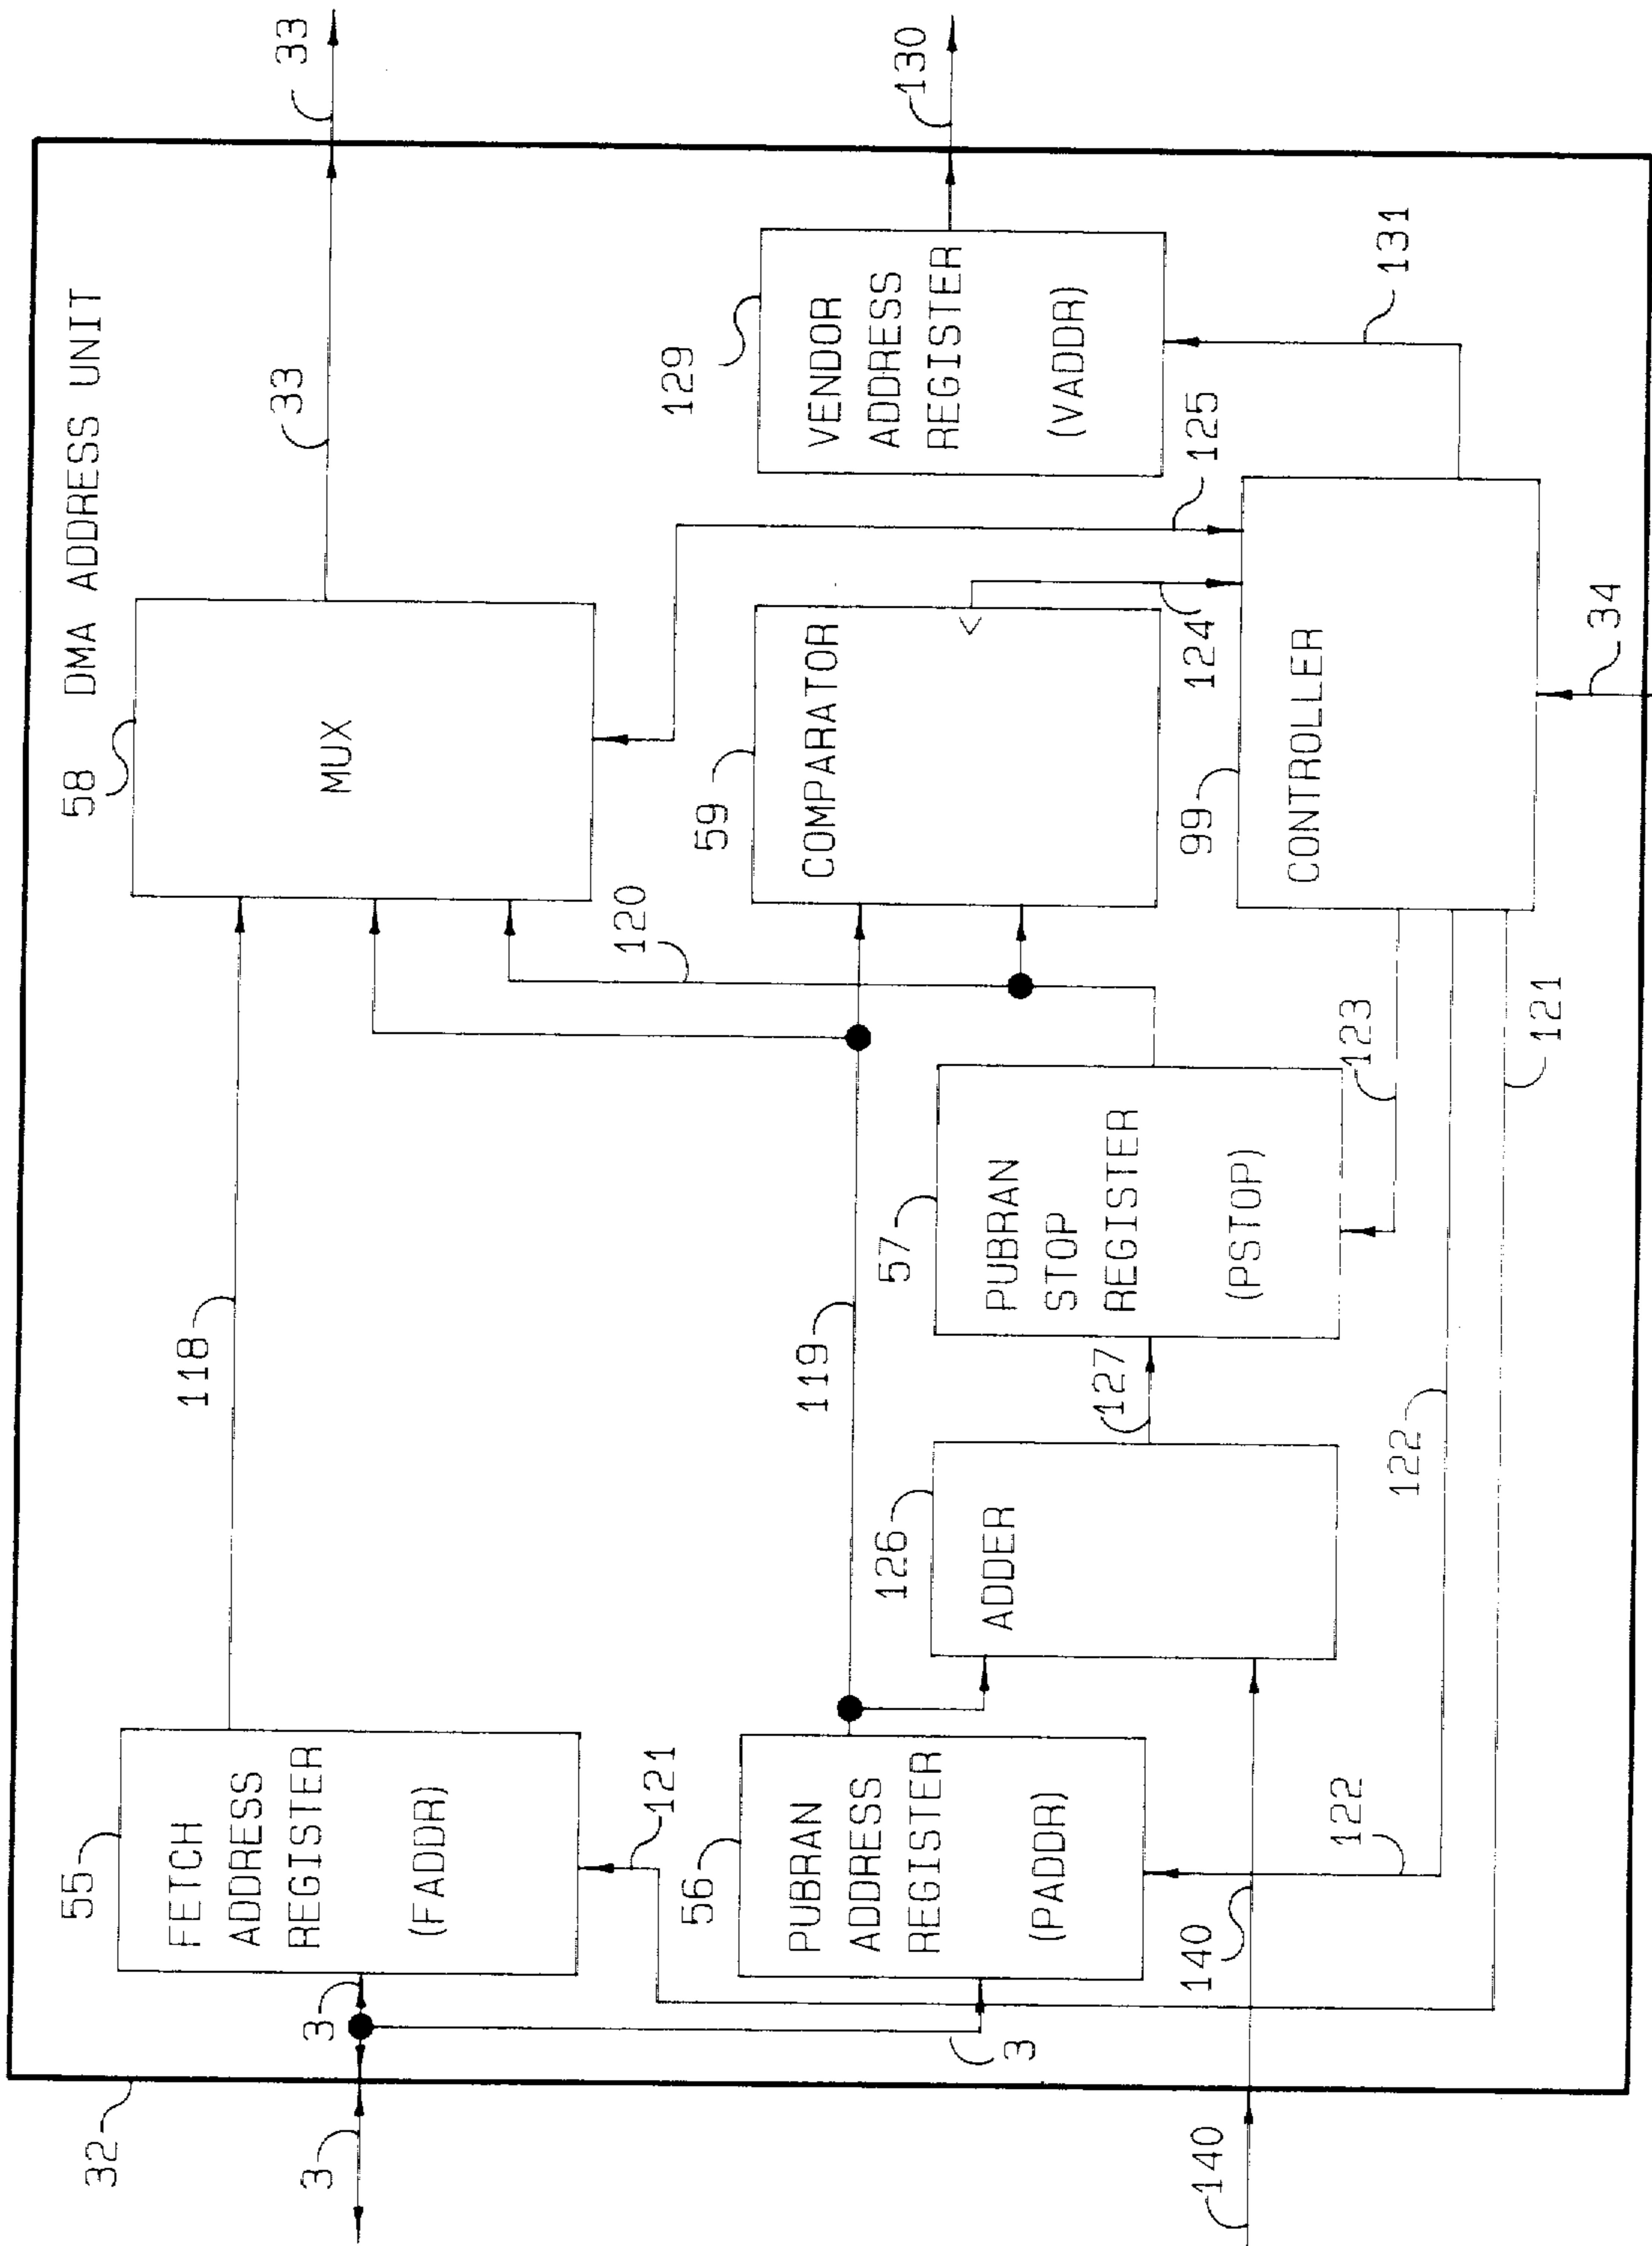 DMA ADDRESS UNIT
32
3
3
3
55
FETCH
ADDRESS
REGISTER
(FADDR)
118
58
MUX
33
33
121
56
PUBRAN
ADDRESS
REGISTER
(PADDR)
119
120
59
COMPARATOR
<
124
125
129
VENDOR
ADDRESS
REGISTER
(VADDR)
130
131
126
ADDER
127
57
PUBRAN
STOP
REGISTER
(PSTOP)
123
99
CONTROLLER
34
140
140
122
122
121